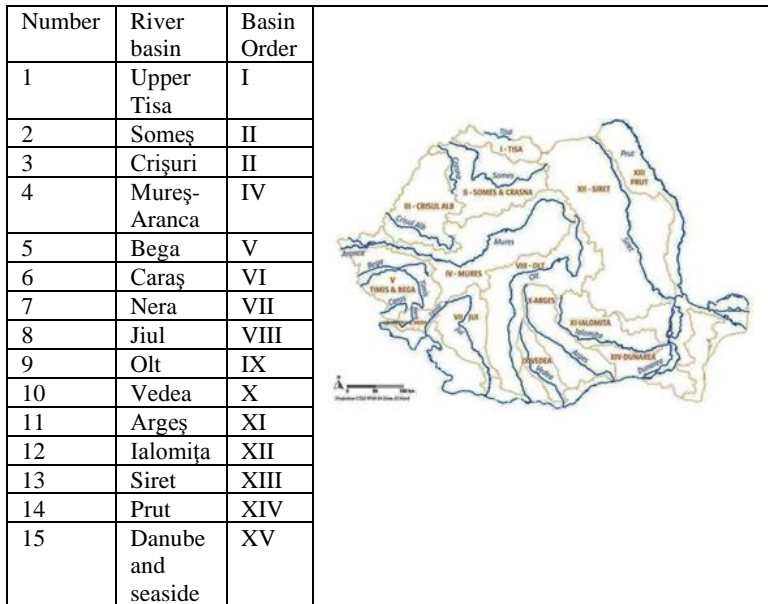 Number River basin Basin Order
1 Upper Tisa I
2 Someş II
3 Crişuri II
4 Mureş-Aranca IV
5 Bega V
6 Caraş VI
7 Nera VII
8 Jiul VIII
9 Olt IX
10 Vedea X
11 Argeş XI
12 Ialomiţa XII
13 Siret XIII
14 Prut XIV
15 Danube and seaside XV
Tisa
I - TISA
Prut
XIII
PRUT
Somes
II - SOMES & CRASNA
XII - SIRET
III - CRISUL ALB
Crisul Alb
Mures
Siret
Aranca
Bega
IV - MURES
VIII - OLT
Olt
V
TIMIS & BEGA
X-ARGES
VII - JIU
XI-IALOMITA
Ialomita
IX-VEDEA
Vedea
Arges
XIV-DUNAREA
Dunarea